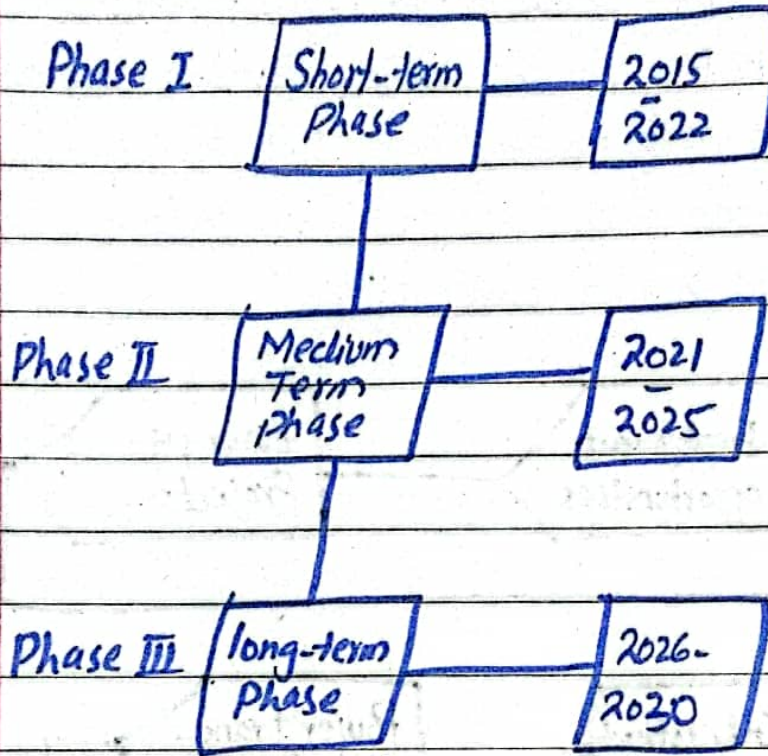 Phase I
Short-term
Phase
2015
-
2022
Phase II
Medium
Term
phase
2021
-
2025
Phase III
long-term
Phase
2026-
2030